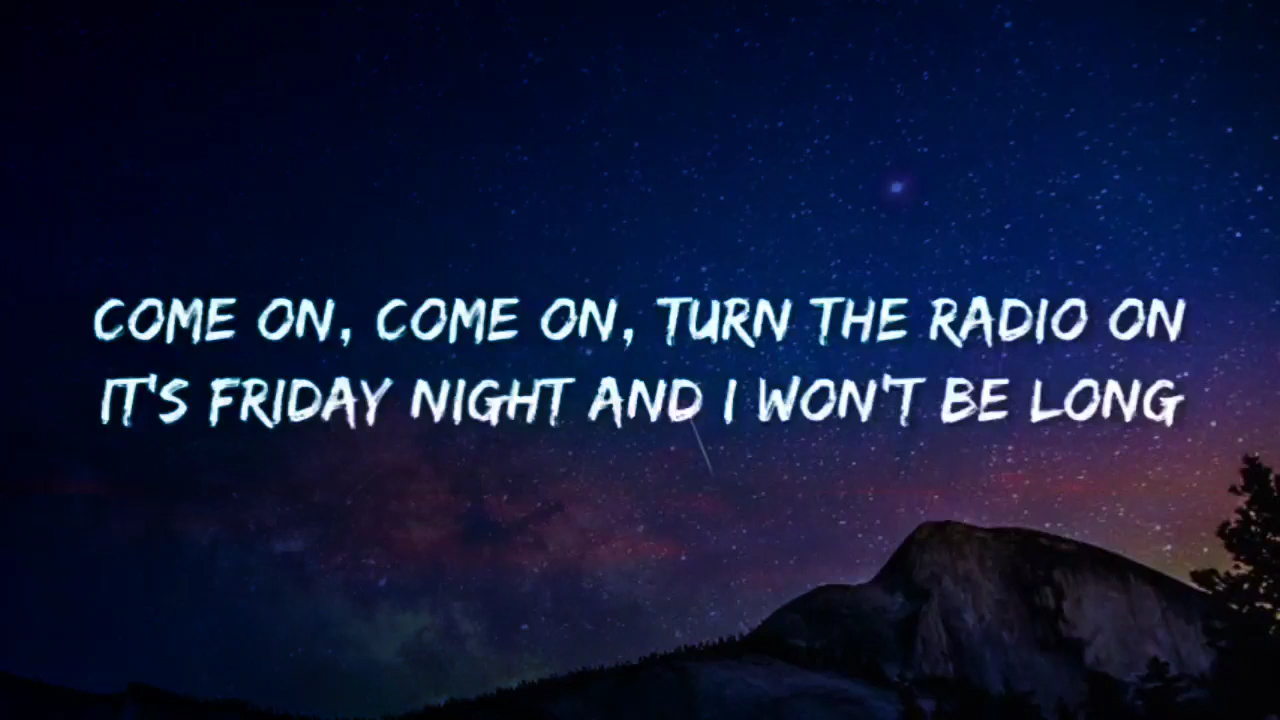 COME ON, COME ON, TURN THE RADIO ON
IT'S FRIDAY NIGHT AND I WON'T BE LONG